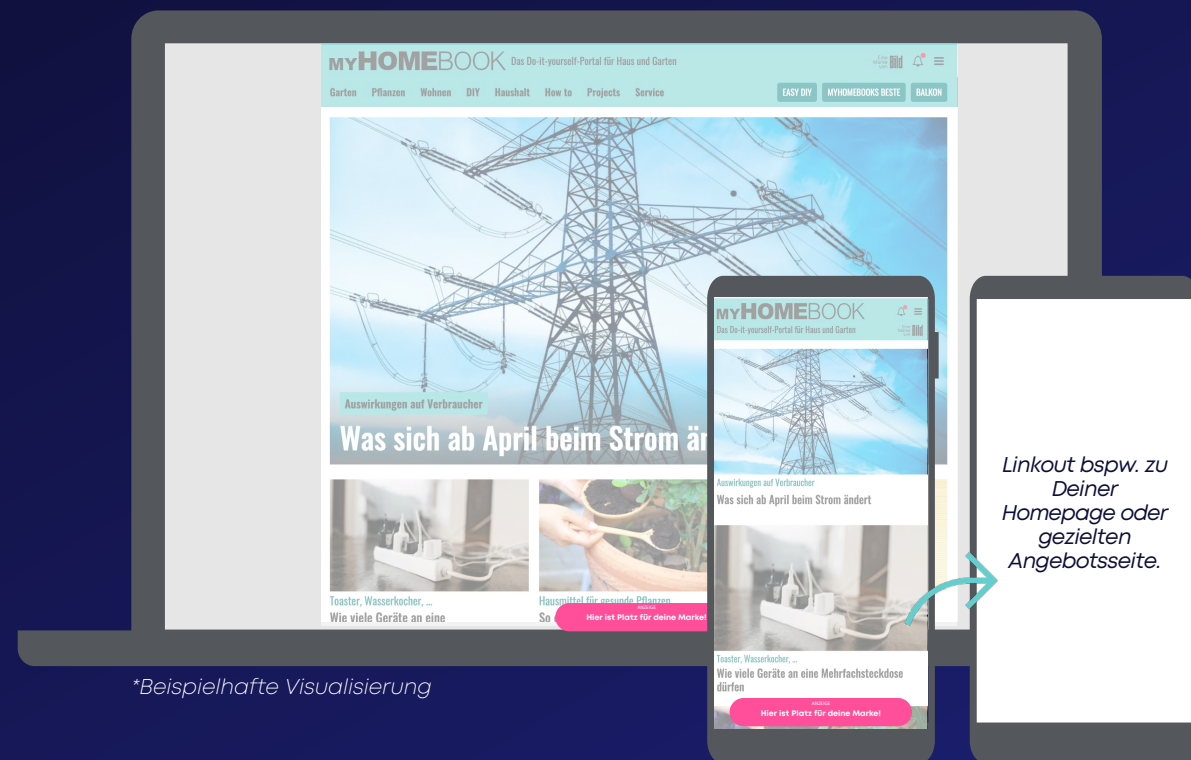 MYHOMEBOOK Das Do-it-yourself-Portal für Haus und Garten
Bild
Garten Pflanzen Wohnen DIY Haushalt How to Projects Service
EASY DIY MYHOMEBOOKS BESTE BALKON
Auswirkungen auf Verbraucher
Was sich ab April beim Strom än
Toaster, Wasserkocher, ...
Wie viele Geräte an eine
Hausmittel für gesunde Pflanzen
So
ANZEIGE
Hier ist Platz für deine Marke!
MYHOMEBOOK
Das Do-it-yourself-Portal für Haus und Garten
Bild
Auswirkungen auf Verbraucher
Was sich ab April beim Strom ändert
Toaster, Wasserkocher, ...
Wie viele Geräte an eine Mehrfachsteckdose
dürfen
ANZEIGE
Hier ist Platz für deine Marke!
Linkout bspw. zu
Deiner
Homepage oder
gezielten
Angebotsseite.
*Beispielhafte Visualisierung